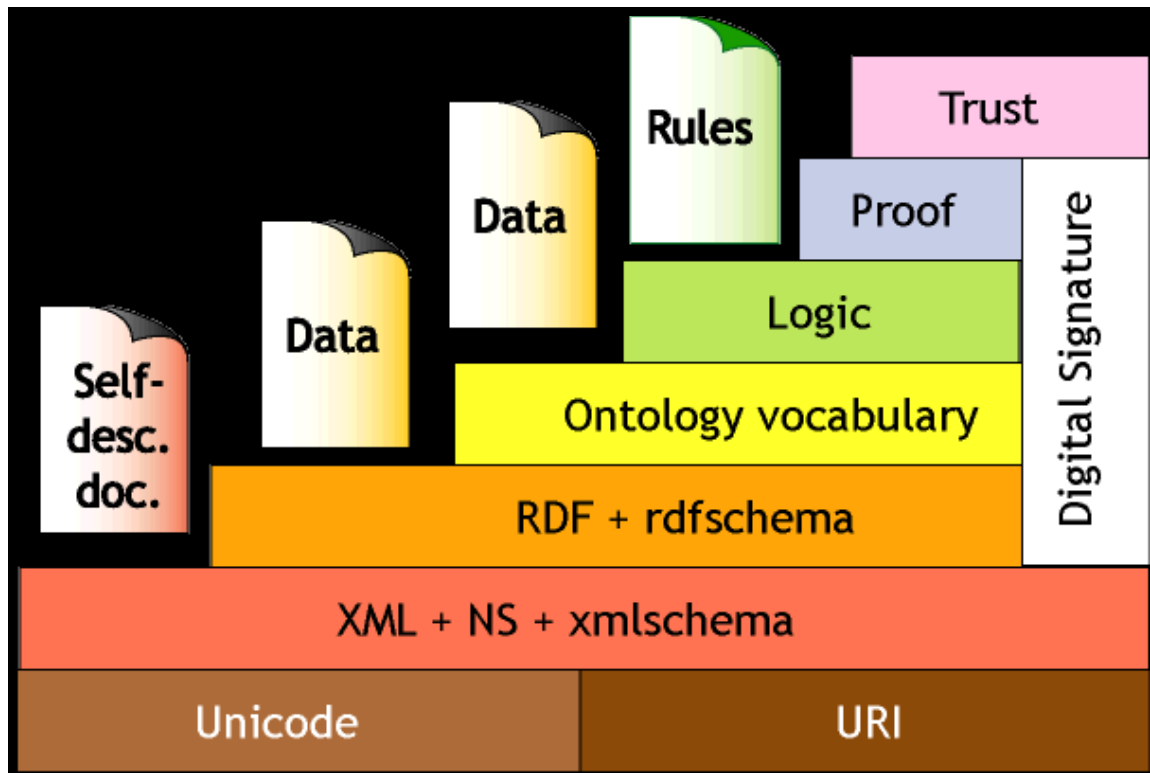 Rules
Trust
Data
Proof
Data
Logic
Self-
desc.
doc.
Ontology vocabulary
Digital Signature
RDF + rdfschema
XML + NS + xmlschema
Unicode
URI